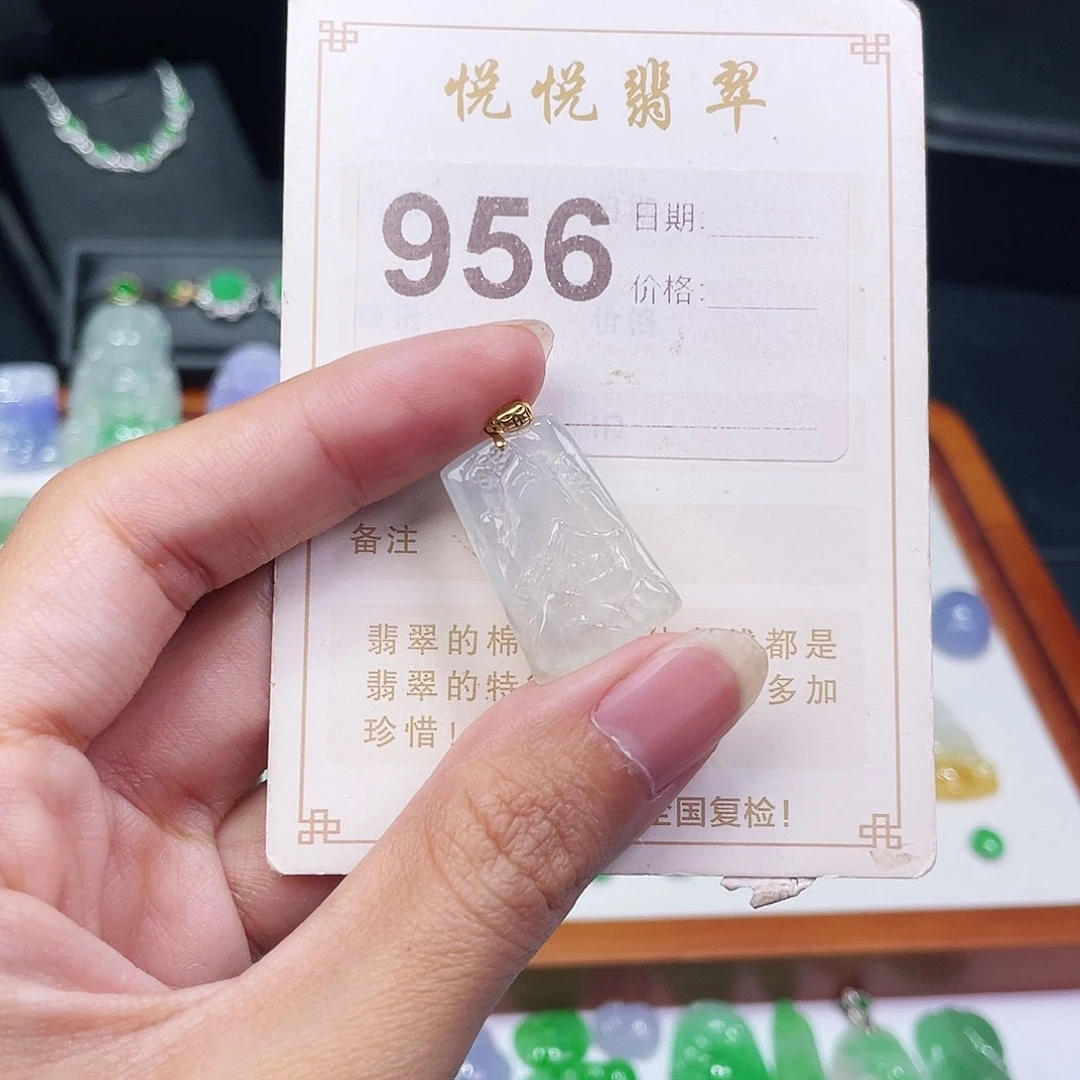 悦悦翡翠
956
日期:
价格:
备注
翡翠的棉 都是
翡翠的特 多加
珍惜!
全国复检!